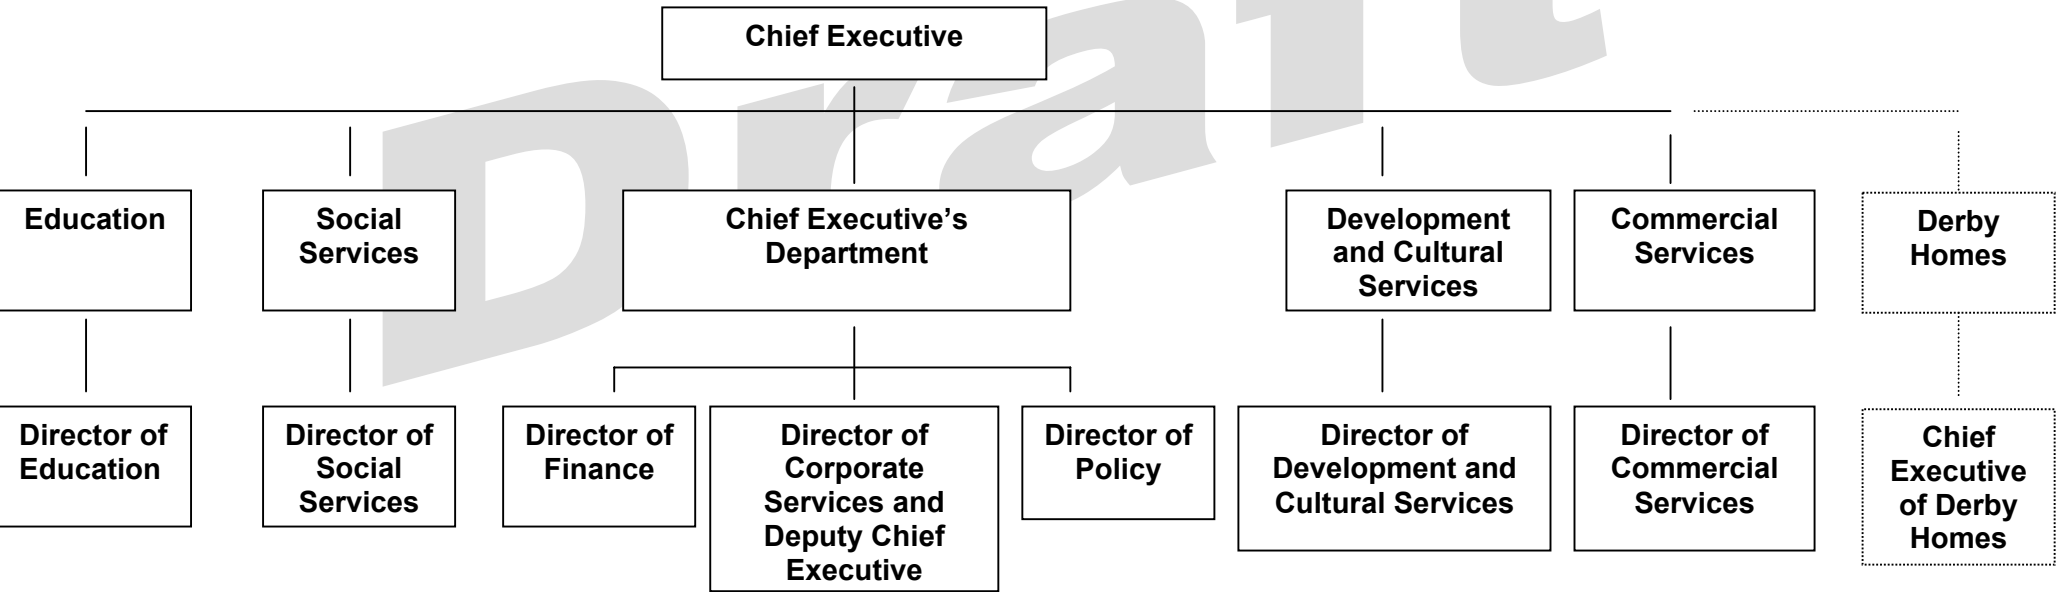 Draft
Chief Executive
Education
Social
Services
Chief Executive’s
Department
Development
and Cultural
Services
Commercial
Services
Derby
Homes
Director of
Education
Director of
Social
Services
Director of
Finance
Director of
Corporate
Services and
Deputy Chief
Executive
Director of
Policy
Director of
Development and
Cultural Services
Director of
Commercial
Services
Chief
Executive
of Derby
Homes